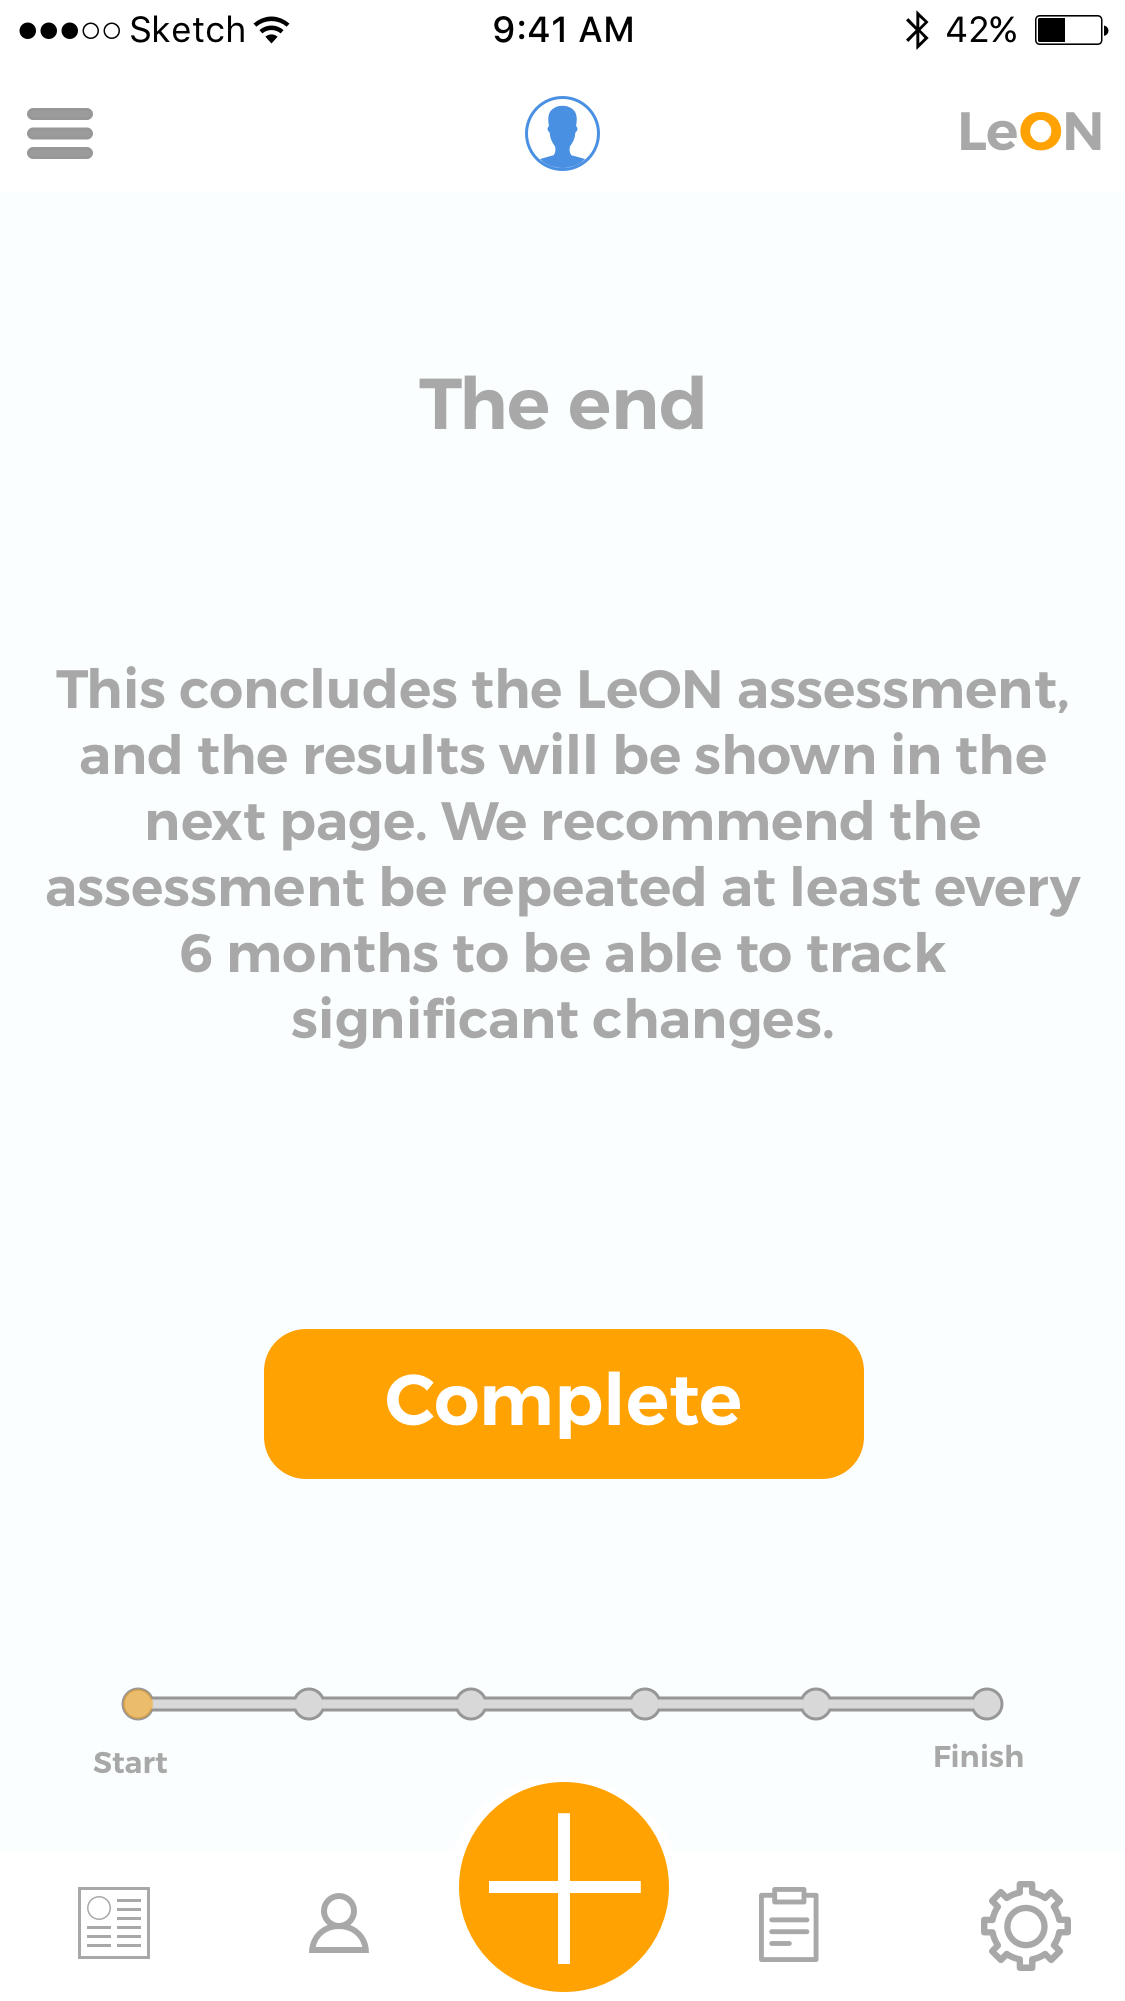 Sketch 9:41 AM 42%
LeON
The end
This concludes the LeON assessment,
and the results will be shown in the
next page. We recommend the
assessment be repeated at least every
6 months to be able to track
significant changes.
Complete
Start Finish